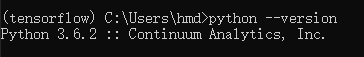 (tensorflow) C:\Users\hmd>python --version
Python 3.6.2 :: Continuum Analytics, Inc.